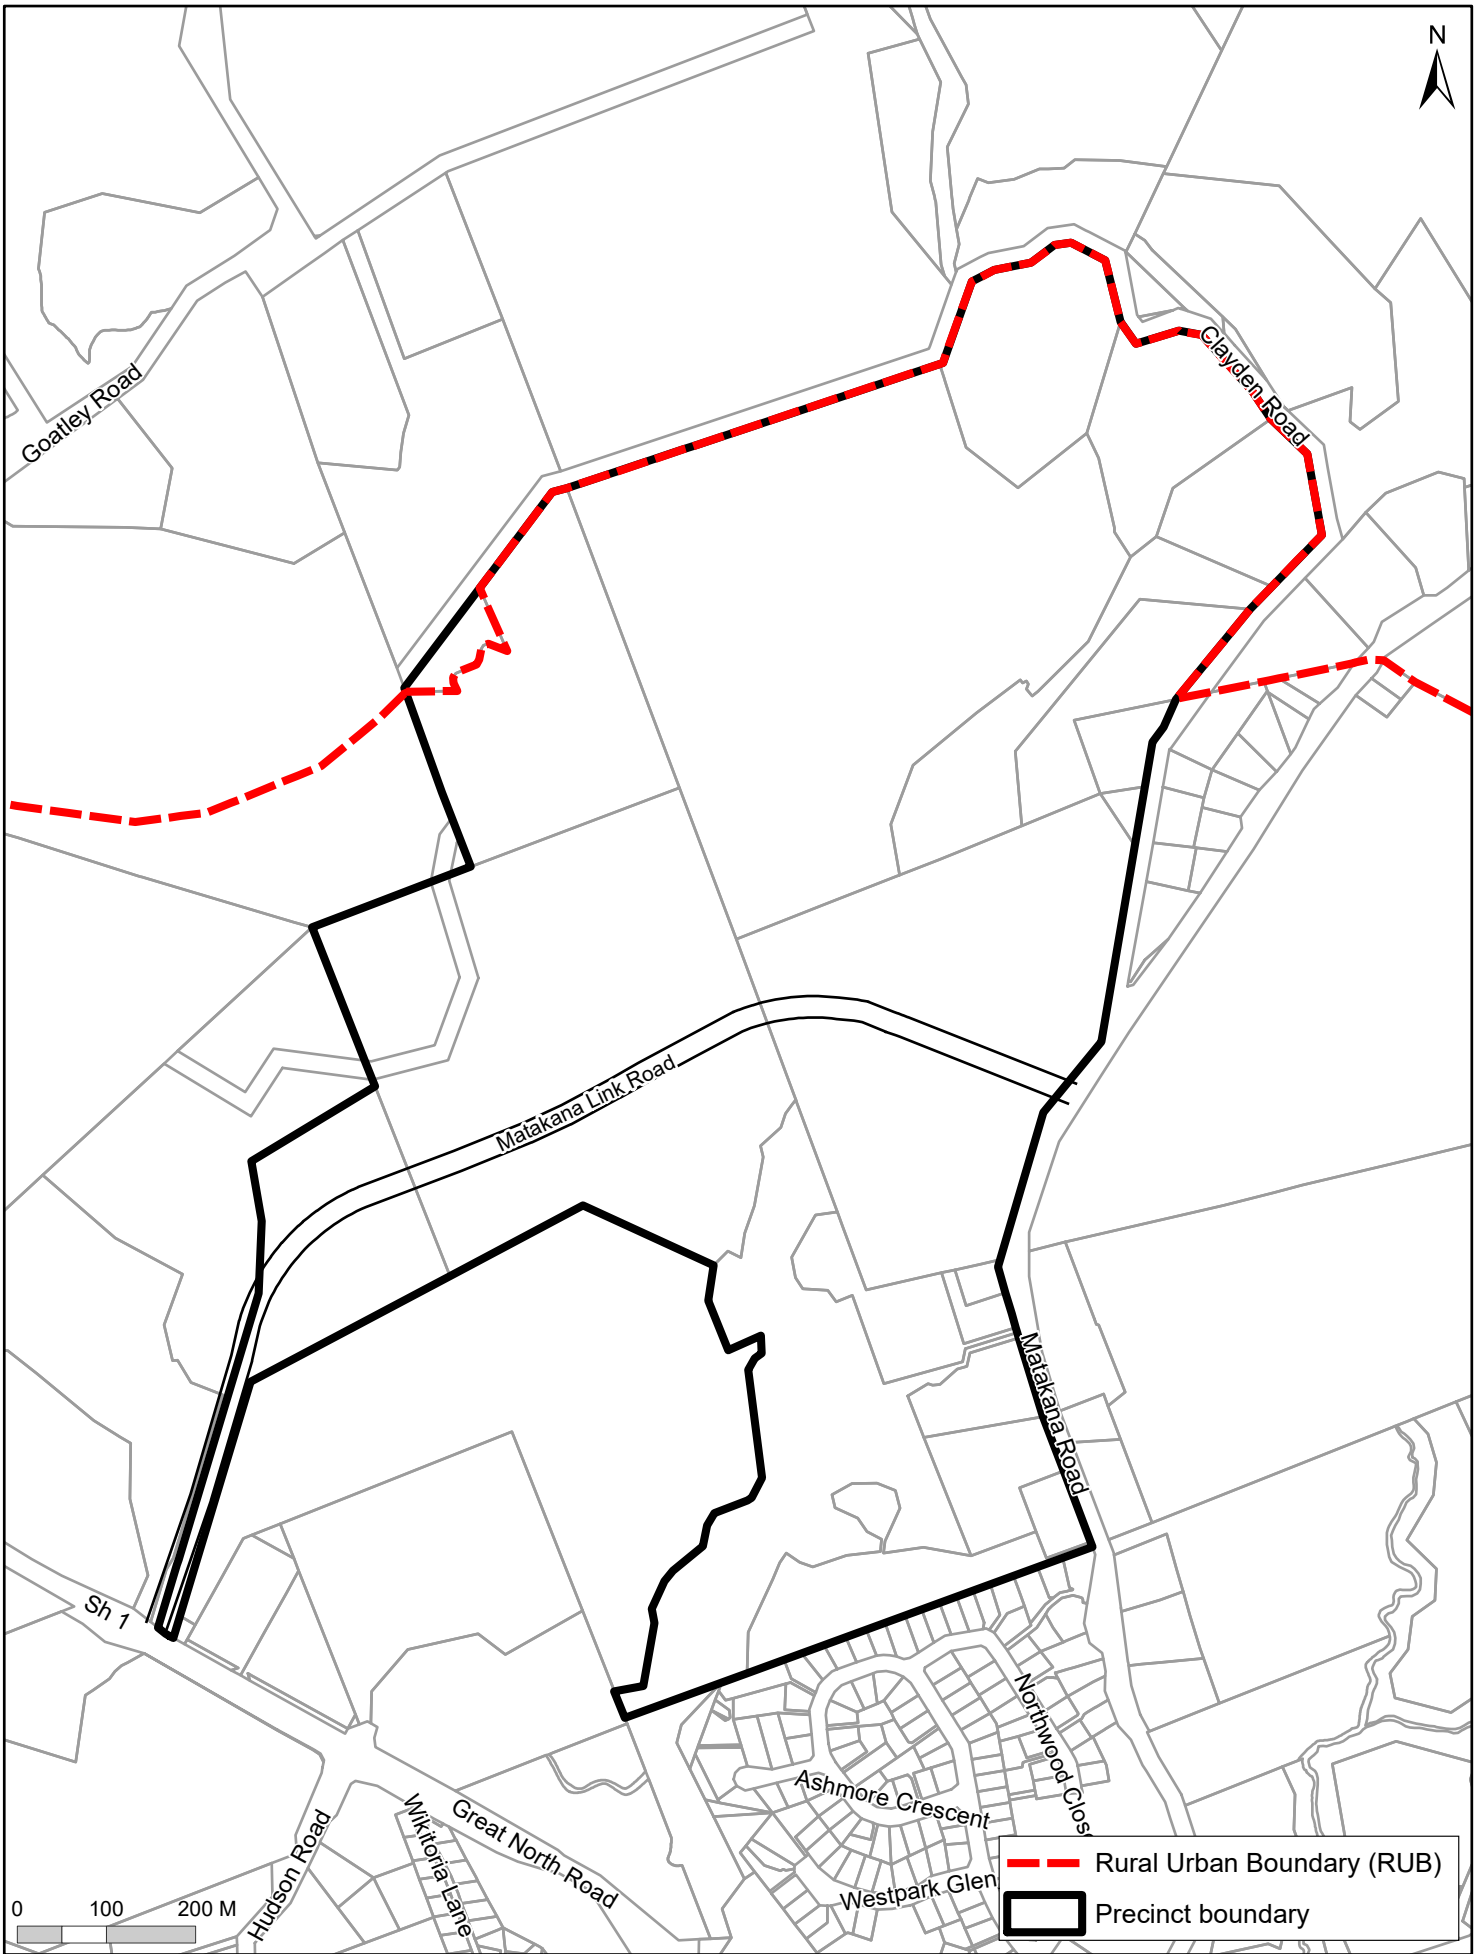 N
Clayden Road
Goatley Road
Matakana Link Road
Matakana Road
Sh 1
Northwood Clos
Ashmore Crescent
Great North Road
Wikitoria Lane
Hudson Road
Westpark Glen
Rural Urban Boundary (RUB)
Precinct boundary
0 100 200 M